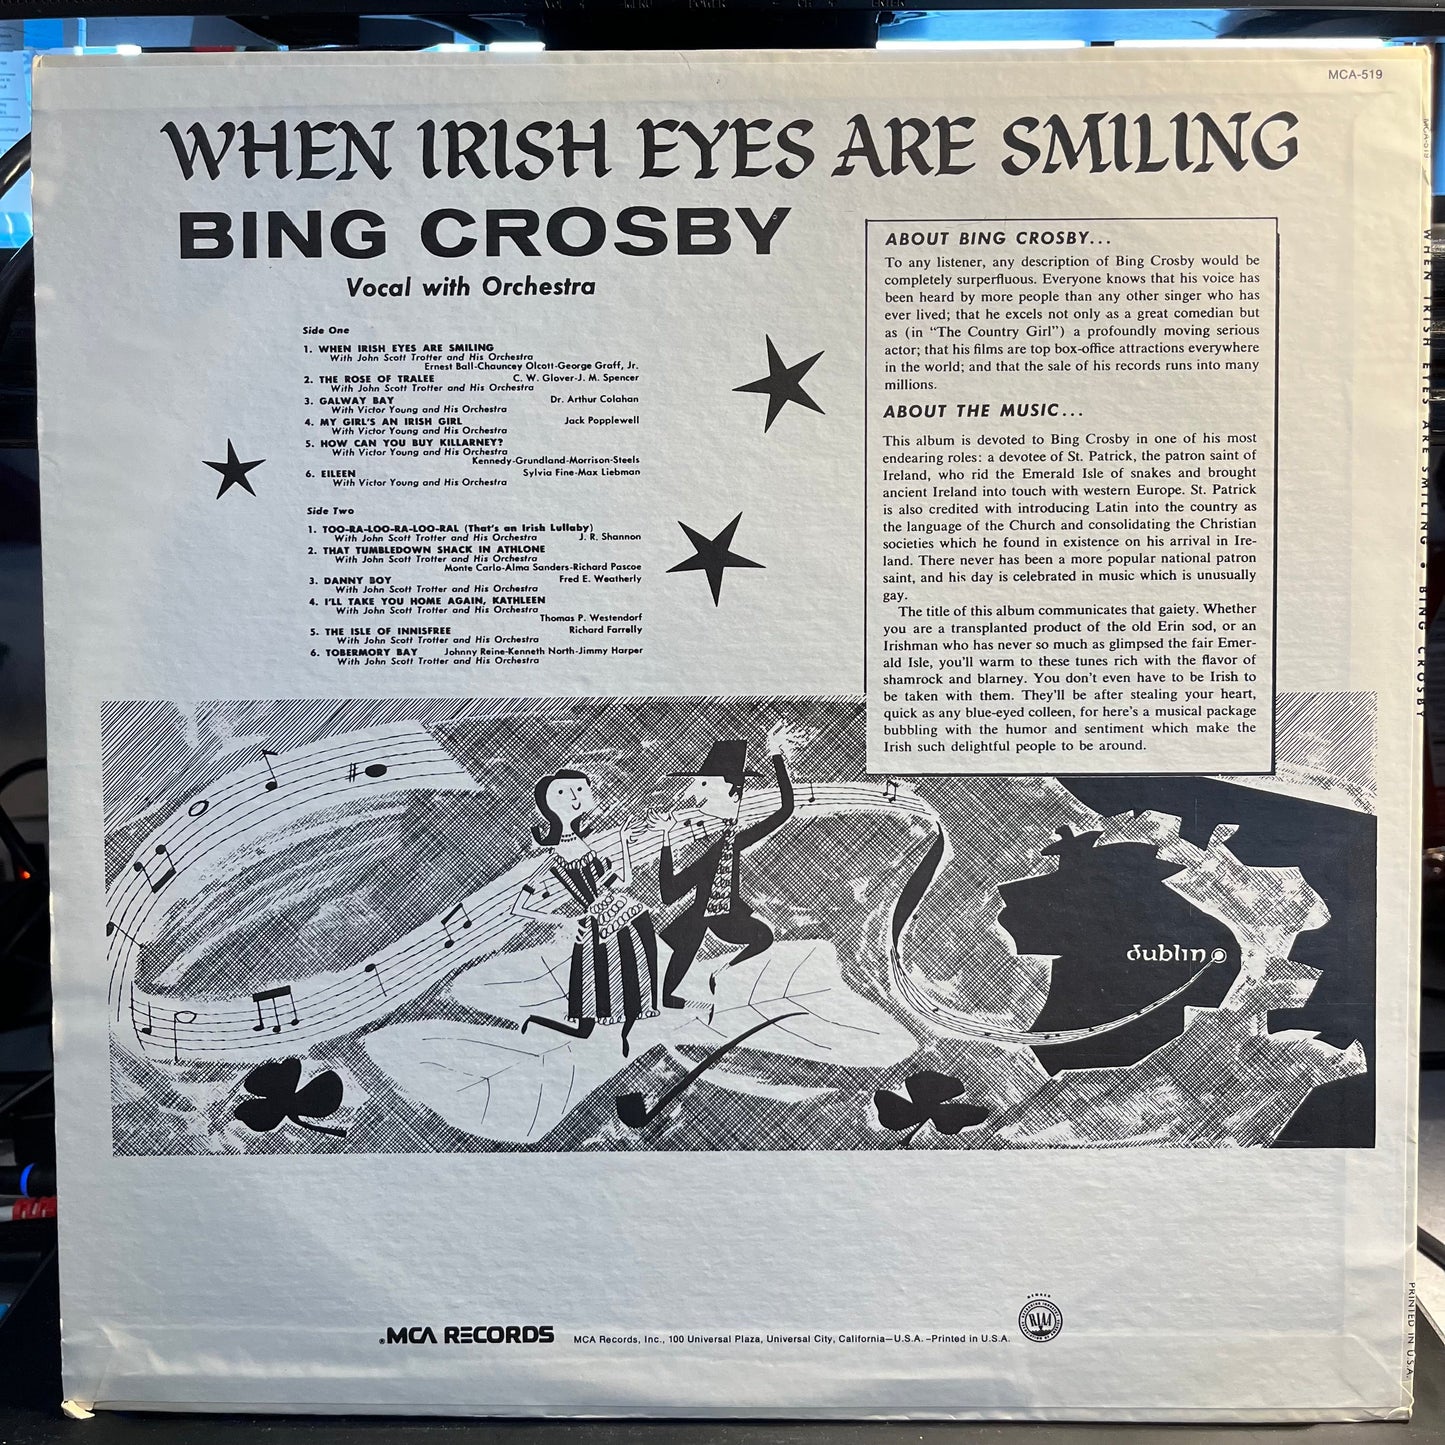 MCA-519
WHEN IRISH EYES ARE SMILING
BING CROSBY
Vocal with Orchestra
Side One
1. WHEN IRISH EYES ARE SMILING
With John Scott Trotter and His Orchestra
Ernest Ball-Chauncey Olcott-George Graff, Jr.
2. THE ROSE OF TRALEE C. W. Glover-J. M. Spencer
With John Scott Trotter and His Orchestra
3. GALWAY BAY Dr. Arthur Colahan
With Victor Young and His Orchestra
4. MY GIRL'S AN IRISH GIRL Jack Popplewell
With Victor Young and His Orchestra
5. HOW CAN YOU BUY KILLARNEY?
With Victor Young and His Orchestra
Kennedy-Grundland-Morrison-Steels
6. EILEEN Sylvia Fine-Max Liebman
With Victor Young and His Orchestra
Side Two
1. TOO-RA-LOO-RA-LOO-RAL (That's an Irish Lullaby)
With John Scott Trotter and His Orchestra J. R. Shannon
2. THAT TUMBLEDOWN SHACK IN ATHLONE
With John Scott Trotter and His Orchestra
Monte Carlo-Alma Sanders-Richard Pascoe
3. DANNY BOY Fred E. Weatherly
With John Scott Trotter and His Orchestra
4. I'LL TAKE YOU HOME AGAIN, KATHLEEN
With John Scott Trotter and His Orchestra
Thomas P. Westendorf
5. THE ISLE OF INNISFREE Richard Farrelly
With John Scott Trotter and His Orchestra
6. TOBERMORY BAY Johnny Reine-Kenneth North-Jimmy Harper
With John Scott Trotter and His Orchestra
ABOUT BING CROSBY...
To any listener, any description of Bing Crosby would be
completely surperfluous. Everyone knows that his voice has
been heard by more people than any other singer who has
ever lived; that he excels not only as a great comedian but
as (in “The Country Girl”) a profoundly moving serious
actor; that his films are top box-office attractions everywhere
in the world; and that the sale of his records runs into many
millions.
ABOUT THE MUSIC...
This album is devoted to Bing Crosby in one of his most
endearing roles: a devotee of St. Patrick, the patron saint of
Ireland, who rid the Emerald Isle of snakes and brought
ancient Ireland into touch with western Europe. St. Patrick
is also credited with introducing Latin into the country as
the language of the Church and consolidating the Christian
societies which he found in existence on his arrival in Ire-
land. There never has been a more popular national patron
saint, and his day is celebrated in music which is unusually
gay.
The title of this album communicates that gaiety. Whether
you are a transplanted product of the old Erin sod, or an
Irishman who has never so much as glimpsed the fair Emer-
ald Isle, you'll warm to these tunes rich with the flavor of
shamrock and blarney. You don't even have to be Irish to
be taken with them. They'll be after stealing your heart,
quick as any blue-eyed colleen, for here's a musical package
bubbling with the humor and sentiment which make the
Irish such delightful people to be around.
dublin
MCA RECORDS
MCA Records, Inc., 100 Universal Plaza, Universal City, California—U.S.A. –Printed in U.S.A.
MEMBER
RIAA
MCA-519
WHEN IRISH EYES ARE SMILING • BING CROSBY
PRINTED IN U.S.A.
MENU
POWER
ENTER